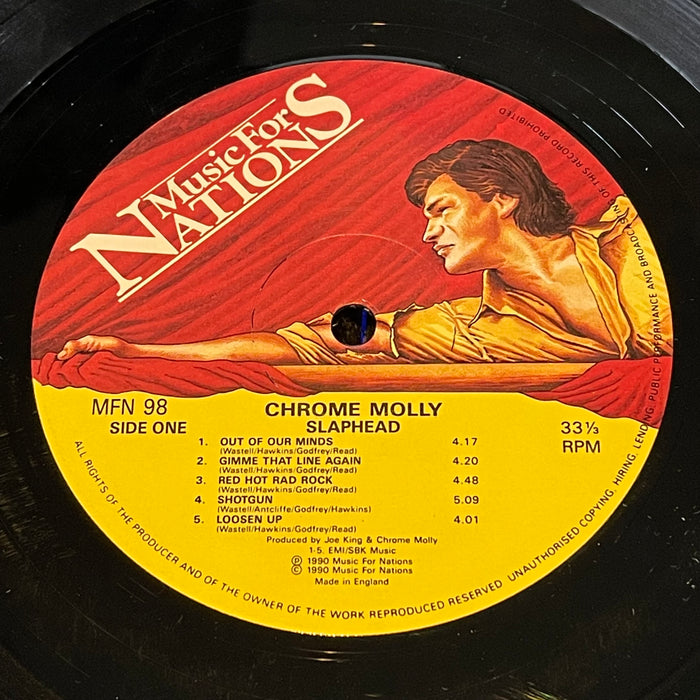 Music For
NATIONS
MFN 98
SIDE ONE
CHROME MOLLY
SLAPHEAD
33 ⅓
RPM
1. OUT OF OUR MINDS 4.17
(Wastell/Hawkins/Godfrey/Read)
2. GIMME THAT LINE AGAIN 4.20
(Wastell/Hawkins/Godfrey/Read)
3. RED HOT RAD ROCK 4.48
(Wastell/Hawkins/Godfrey/Read)
4. SHOTGUN 5.09
(Wastell/Antcliffe/Godfrey/Hawkins)
5. LOOSEN UP 4.01
(Wastell/Hawkins/Godfrey/Read)
Produced by Joe King & Chrome Molly
1-5. EMI/SBK Music
℗ 1990 Music For Nations
© 1990 Music For Nations
Made in England
ALL RIGHTS OF THE PRODUCER AND OF THE OWNER OF THE WORK REPRODUCED RESERVED UNAUTHORISED COPYING, HIRING, LENDING, PUBLIC PERFORMANCE AND BROADCASTING OF THIS RECORD PROHIBITED